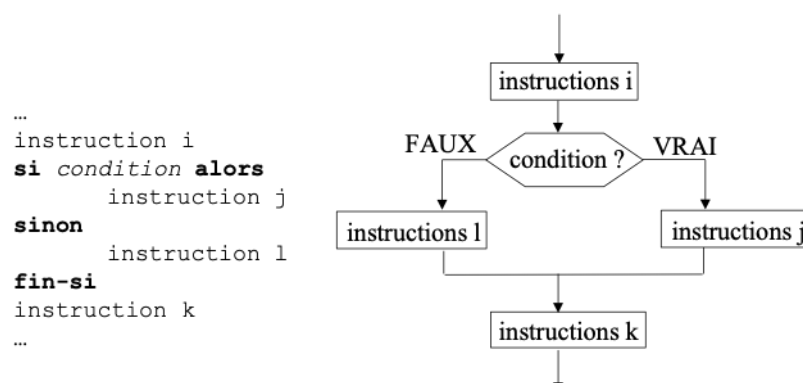 …
instruction i
si condition alors
instruction j
sinon
instruction l
fin-si
instruction k
…
instructions i
FAUX
condition ?
VRAI
instructions l
instructions j
instructions k